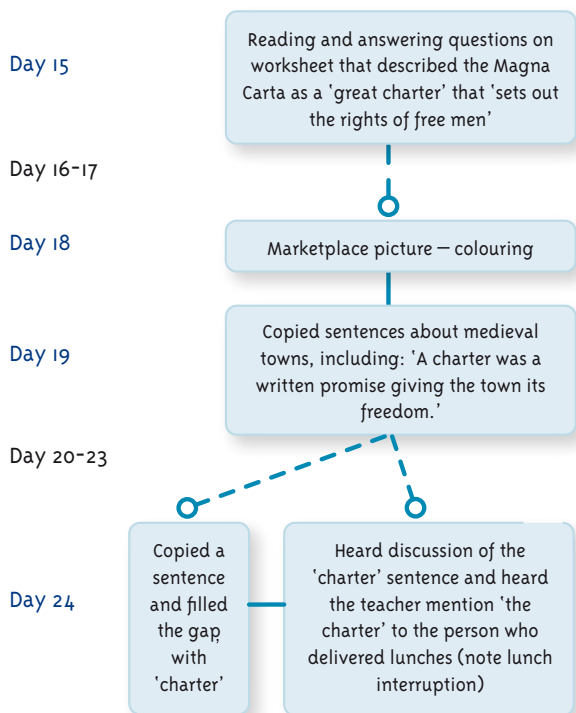 Day 15
Reading and answering questions on
worksheet that described the Magna
Carta as a ‘great charter’ that ‘sets out
the rights of free men’
Day 16-17
Day 18
Marketplace picture – colouring
Day 19
Copied sentences about medieval
towns, including: ‘A charter was a
written promise giving the town its
freedom.’
Day 20-23
Day 24
Copied a
sentence
and filled
the gap
with
‘charter’
Heard discussion of the
‘charter’ sentence and heard
the teacher mention ‘the
charter’ to the person who
delivered lunches (note lunch
interruption)